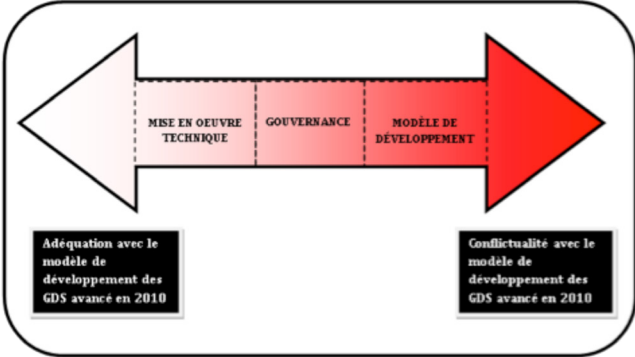 MISE EN OEUVRE
TECHNIQUE
GOUVERNANCE
MODÈLE DE
DÉVELOPPEMENT
Adéquation avec le
modèle de
développement des
GDS avancé en 2010
Conflictualité avec le
modèle de
développement des
GDS avancé en 2010